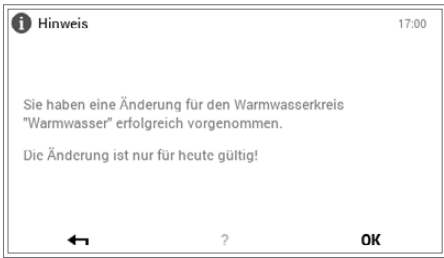 Hinweis
17:00
Sie haben eine Änderung für den Warmwasserkreis
"Warmwasser" erfolgreich vorgenommen.
Die Änderung ist nur für heute gültig!
?
OK